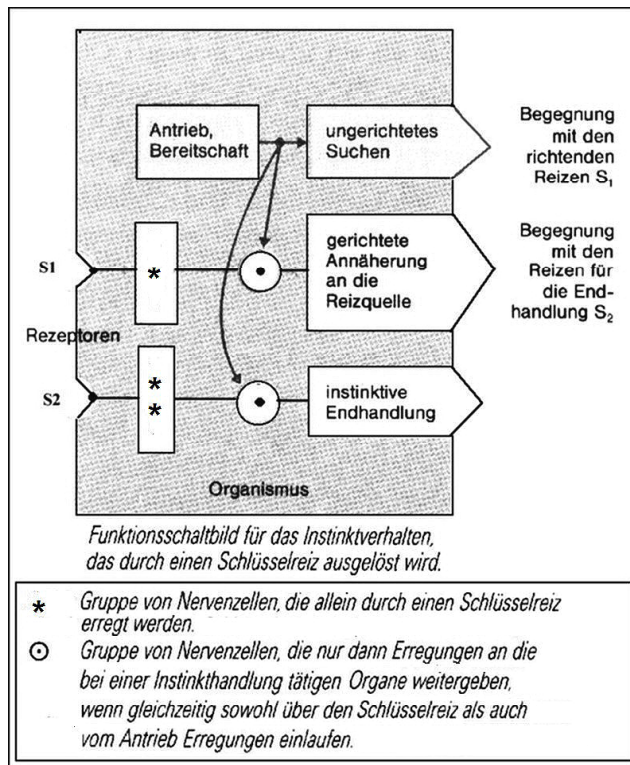 Antrieb,
Bereitschaft
ungerichtetes
Suchen
Begegnung
mit den
richtenden
Reizen S₁
S1
*
gerichtete
Annäherung
an die
Reizquelle
Begegnung
mit den
Reizen für
die End-
handlung S₂
Rezeptoren
S2
*
*
instinktive
Endhandlung
Organismus
Funktionsschaltbild für das Instinktverhalten,
das durch einen Schlüsselreiz ausgelöst wird.
* Gruppe von Nervenzellen, die allein durch einen Schlüsselreiz
erregt werden.
⊙ Gruppe von Nervenzellen, die nur dann Erregungen an die
bei einer Instinkthandlung tätigen Organe weitergeben,
wenn gleichzeitig sowohl über den Schlüsselreiz als auch
vom Antrieb Erregungen einlaufen.